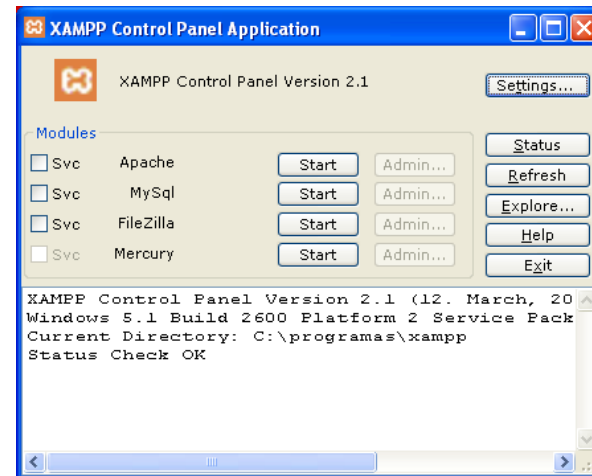 XAMPP Control Panel Application
XAMPP Control Panel Version 2.1
Settings...
Modules
Svc Apache Start Admin...
Svc MySql Start Admin...
Svc FileZilla Start Admin...
Svc Mercury Start Admin...
Status
Refresh
Explore...
Help
Exit
XAMPP Control Panel Version 2.1 (12. March, 20
Windows 5.1 Build 2600 Platform 2 Service Pack
Current Directory: C:\programas\xampp
Status Check OK